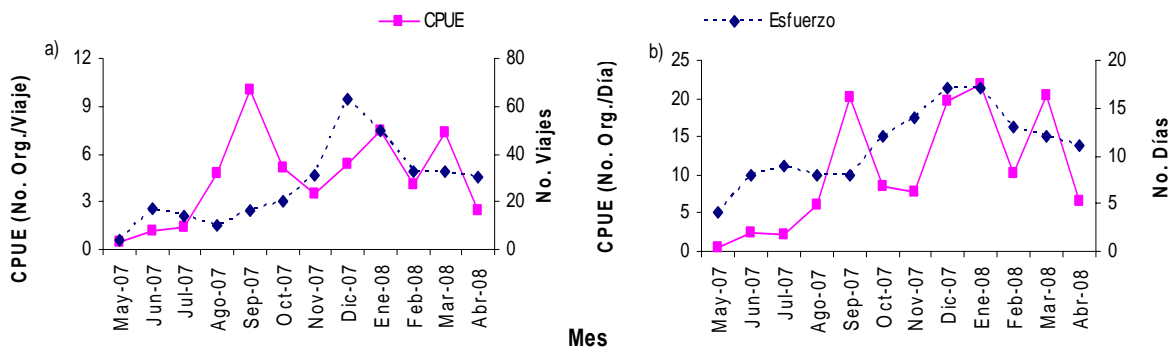 CPUE
Esfuerzo
a)
CPUE (No. Org./Viaje)
12
9
6
3
0
80
60
40
20
0
No. Viajes
May-07
Jun-07
Jul-07
Ago-07
Sep-07
Oct-07
Nov-07
Dic-07
Ene-08
Feb-08
Mar-08
Abr-08
b)
CPUE (No. Org./Día)
25
20
15
10
5
0
20
15
10
5
0
No. Días
May-07
Jun-07
Jul-07
Ago-07
Sep-07
Oct-07
Nov-07
Dic-07
Ene-08
Feb-08
Mar-08
Abr-08
Mes